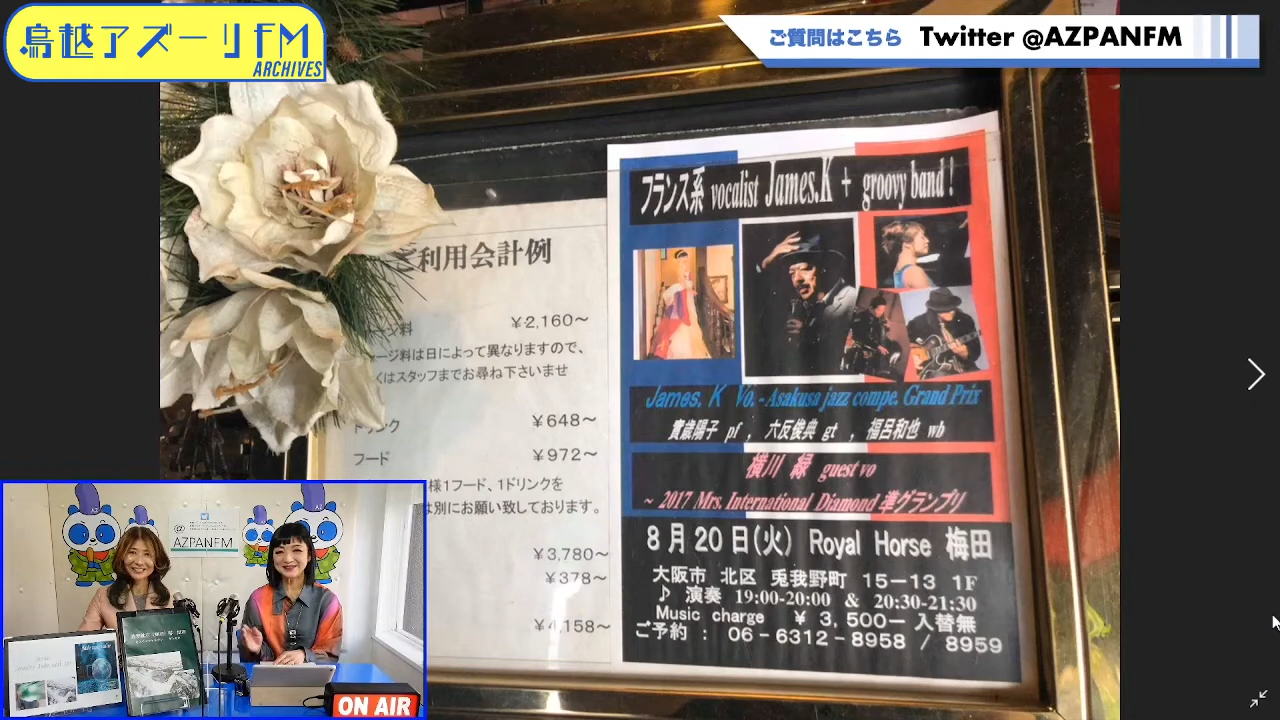 鳥越アズーリFM
ARCHIVES
ご質問はこちら Twitter @AZPANFM
ご利用会計例
ージ料 ¥2,160〜
ージ料は日によって異なりますので、
くはスタッフまでお尋ね下さいませ
ドリンク ¥648〜
フード ¥972〜
様1フード、1ドリンクを
は別にお願い致しております。
¥3,780〜
¥378〜
¥4,158〜
フランス系 vocalist James.K + groovy band!
James. K Vo. - Asakusa jazz compe. Grand Prix
寳歳陽子 pf , 六反俊典 gt , 福呂和也 wb
横川 緑 guest vo
~ 2017 Mrs. International Diamond 準グランプリ
8月20日(火) Royal Horse 梅田
大阪市 北区 兎我野町 15-13 1F
♪ 演奏 19:00-20:00 & 20:30-21:30
Music charge ¥ 3,500- 入替無
ご予約 : 06-6312-8958 / 8959
@
AZPANFM
ON AIR